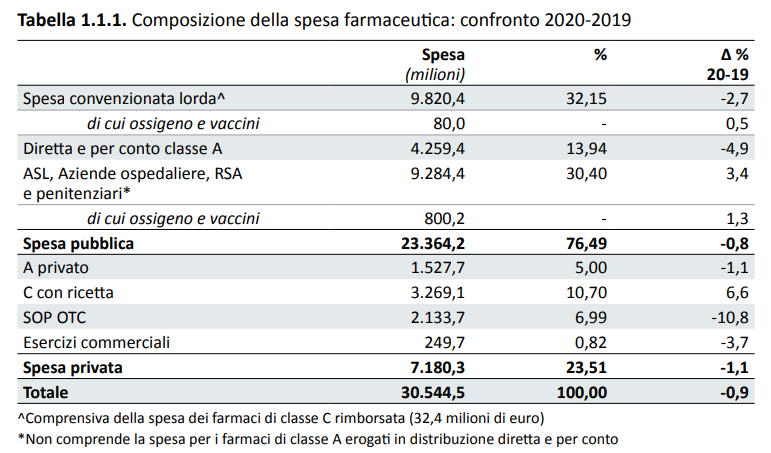 Tabella 1.1.1. Composizione della spesa farmaceutica: confronto 2020-2019
Spesa % Δ %
(milioni) 20-19
Spesa convenzionata lorda^ 9.820,4 32,15 -2,7
di cui ossigeno e vaccini 80,0 - 0,5
Diretta e per conto classe A 4.259,4 13,94 -4,9
ASL, Aziende ospedaliere, RSA 9.284,4 30,40 3,4
e penitenziari*
di cui ossigeno e vaccini 800,2 - 1,3
Spesa pubblica 23.364,2 76,49 -0,8
A privato 1.527,7 5,00 -1,1
C con ricetta 3.269,1 10,70 6,6
SOP OTC 2.133,7 6,99 -10,8
Esercizi commerciali 249,7 0,82 -3,7
Spesa privata 7.180,3 23,51 -1,1
Totale 30.544,5 100,00 -0,9
^Comprensiva della spesa dei farmaci di classe C rimborsata (32,4 milioni di euro)
*Non comprende la spesa per i farmaci di classe A erogati in distribuzione diretta e per conto